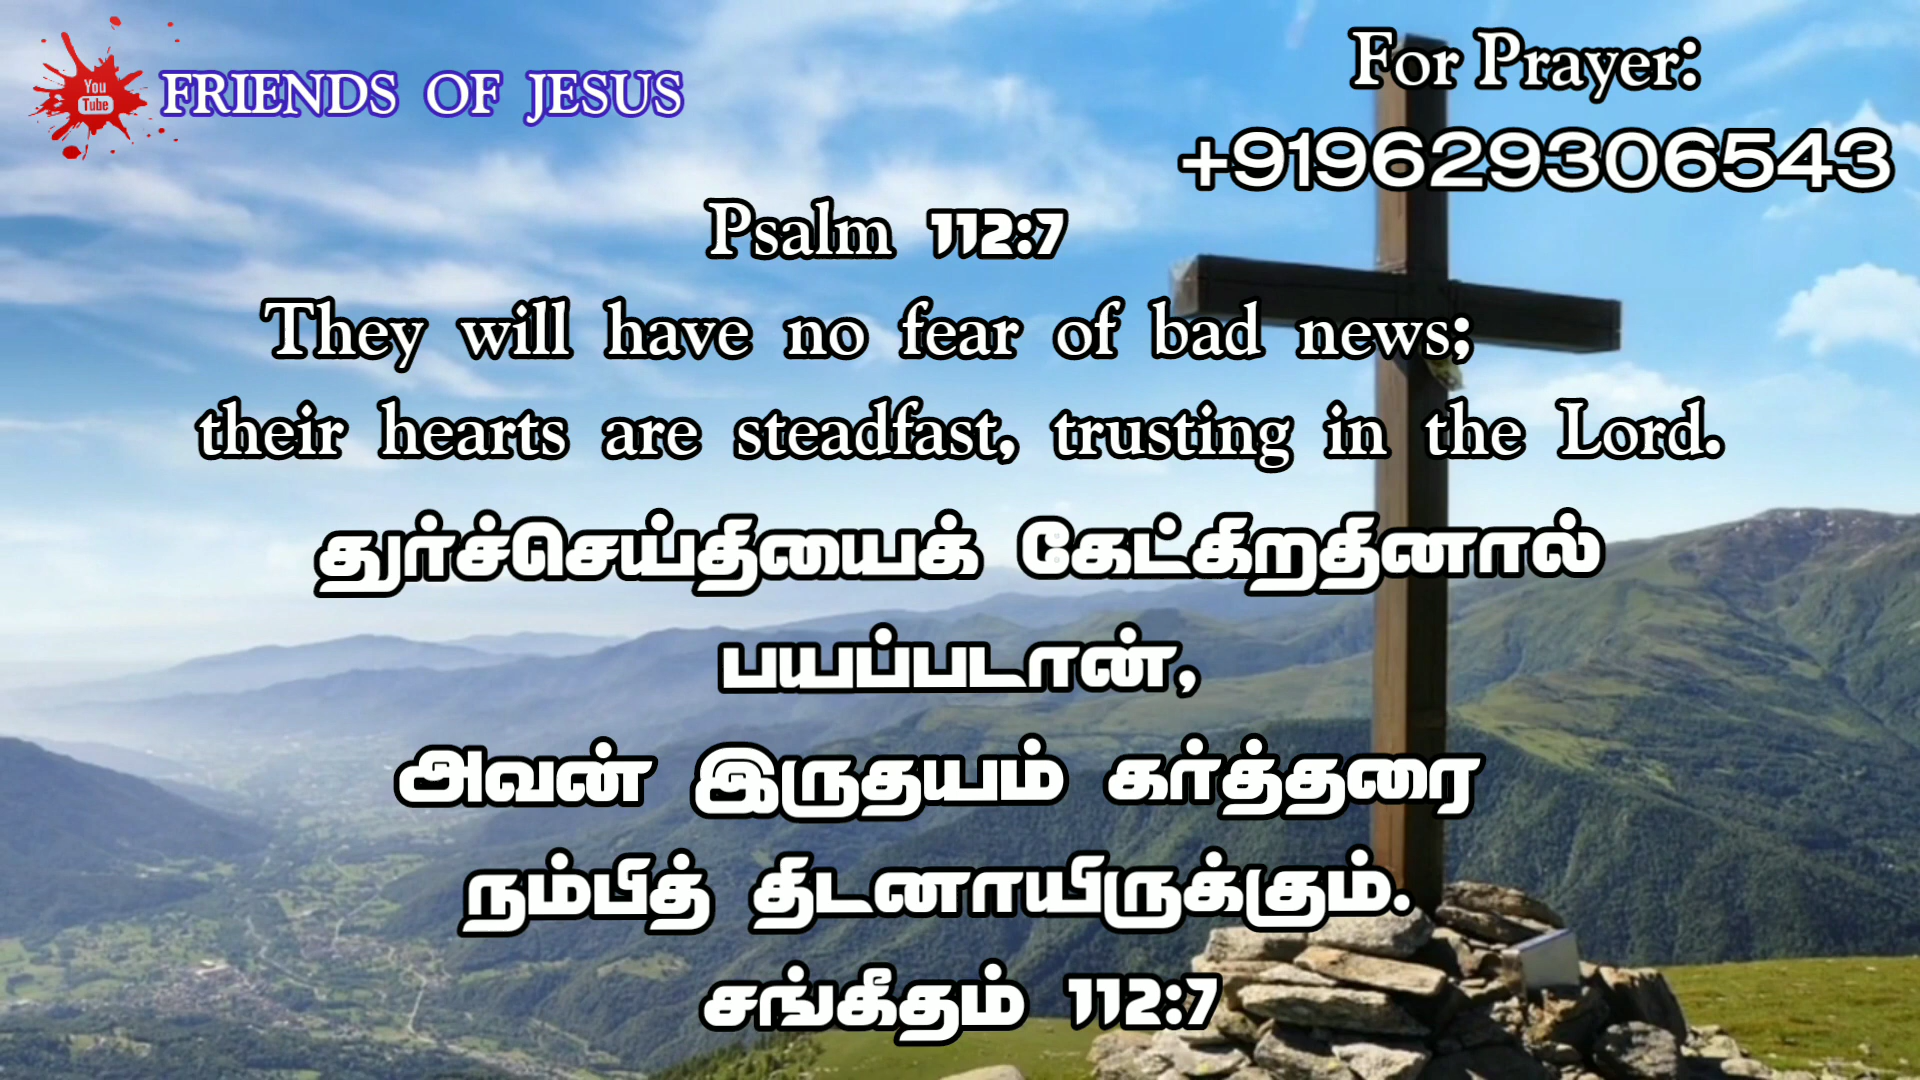 You
Tube
FRIENDS OF JESUS
For Prayer:
+919629306543
Psalm 112:7
They will have no fear of bad news;
their hearts are steadfast, trusting in the Lord.
துர்ச்செய்தியைக் கேட்கிறதினால்
பயப்படான்,
அவன் இருதயம் கர்த்தரை
நம்பித் திடனாயிருக்கும்.
சங்கீதம் 112:7